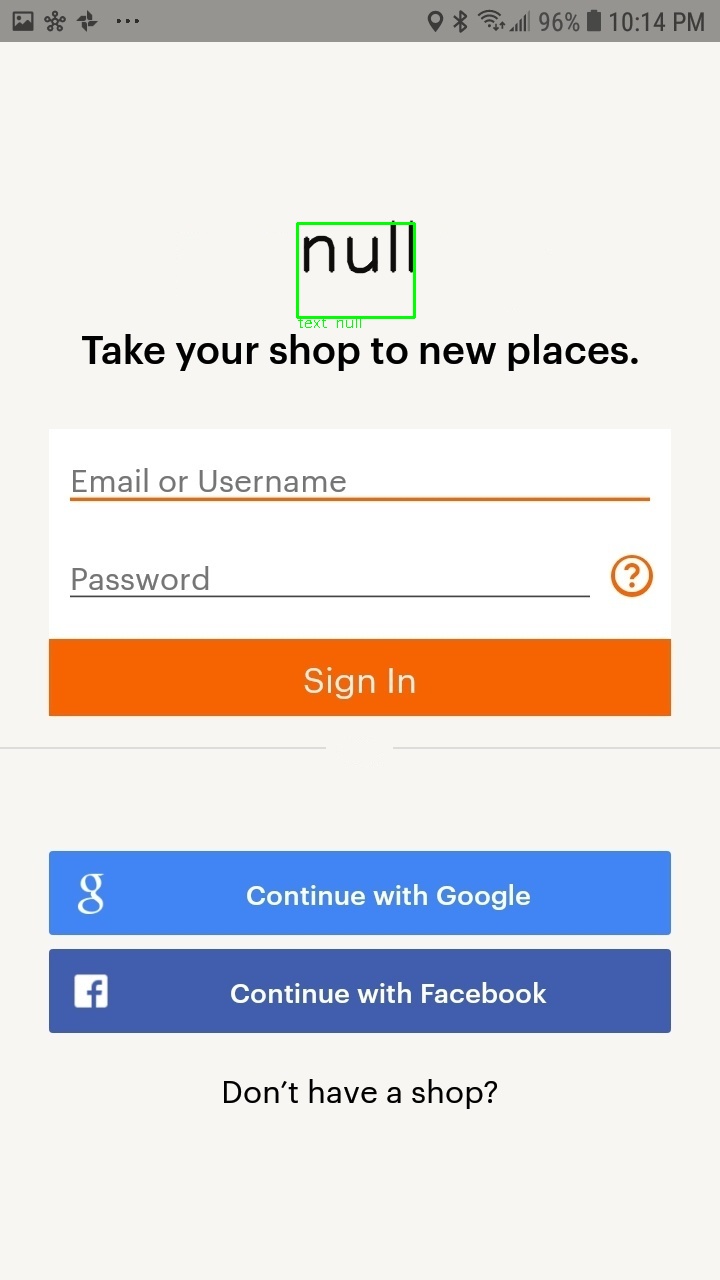 96% 10:14 PM
null
text null
Take your shop to new places.
Email or Username
Password
?
Sign In
g Continue with Google
f Continue with Facebook
Don’t have a shop?